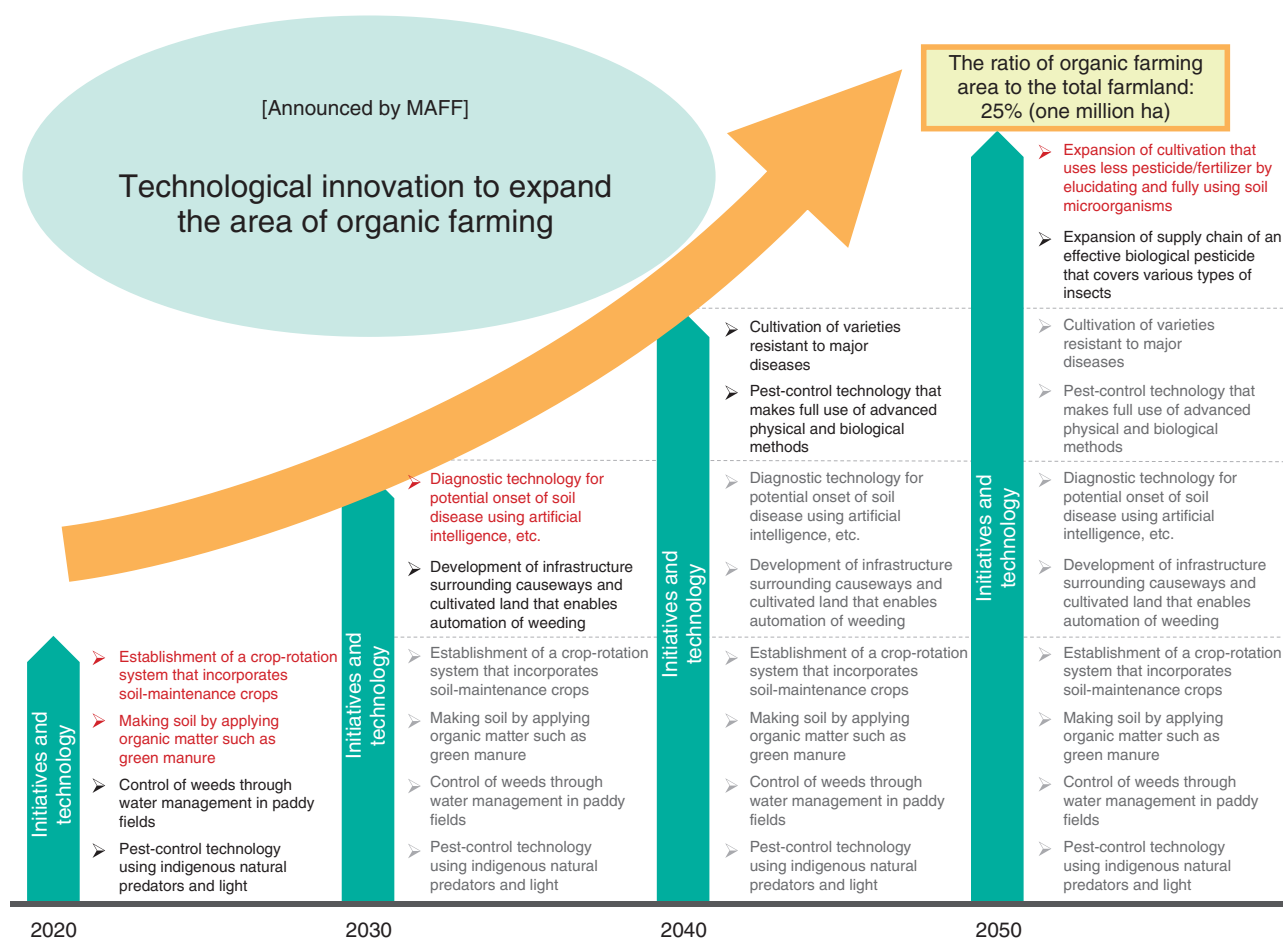 [Announced by MAFF]
Technological innovation to expand
the area of organic farming
The ratio of organic farming
area to the total farmland:
25% (one million ha)
Initiatives and
technology
Establishment of a crop-rotation
system that incorporates
soil-maintenance crops
Making soil by applying
organic matter such as
green manure
Control of weeds through
water management in paddy
fields
Pest-control technology
using indigenous natural
predators and light
2020
Initiatives and
technology
Diagnostic technology for
potential onset of soil
disease using artificial
intelligence, etc.
Development of infrastructure
surrounding causeways and
cultivated land that enables
automation of weeding
Establishment of a crop-rotation
system that incorporates
soil-maintenance crops
Making soil by applying
organic matter such as
green manure
Control of weeds through
water management in paddy
fields
Pest-control technology
using indigenous natural
predators and light
2030
Initiatives and
technology
Cultivation of varieties
resistant to major
diseases
Pest-control technology that
makes full use of advanced
physical and biological
methods
Diagnostic technology for
potential onset of soil
disease using artificial
intelligence, etc.
Development of infrastructure
surrounding causeways and
cultivated land that enables
automation of weeding
Establishment of a crop-rotation
system that incorporates
soil-maintenance crops
Making soil by applying
organic matter such as
green manure
Control of weeds through
water management in paddy
fields
Pest-control technology
using indigenous natural
predators and light
2040
Initiatives and
technology
Expansion of cultivation that
uses less pesticide/fertilizer by
elucidating and fully using soil
microorganisms
Expansion of supply chain of an
effective biological pesticide
that covers various types of
insects
Cultivation of varieties
resistant to major
diseases
Pest-control technology that
makes full use of advanced
physical and biological
methods
Diagnostic technology for
potential onset of soil
disease using artificial
intelligence, etc.
Development of infrastructure
surrounding causeways and
cultivated land that enables
automation of weeding
Establishment of a crop-rotation
system that incorporates
soil-maintenance crops
Making soil by applying
organic matter such as
green manure
Control of weeds through
water management in paddy
fields
Pest-control technology
using indigenous natural
predators and light
2050